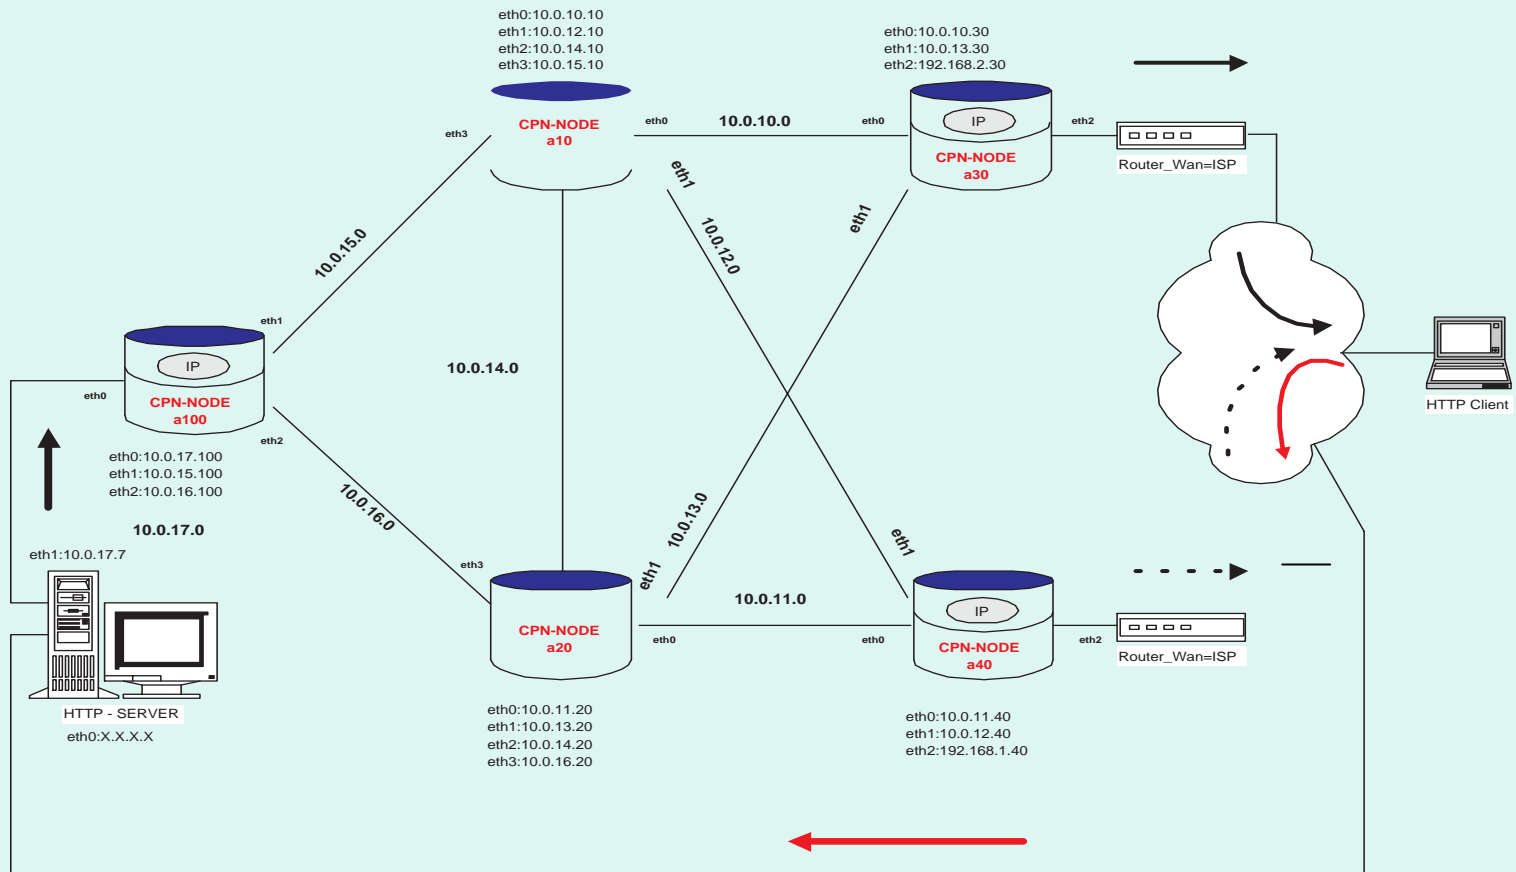 eth0:10.0.10.10
eth1:10.0.12.10
eth2:10.0.14.10
eth3:10.0.15.10
eth0:10.0.10.30
eth1:10.0.13.30
eth2:192.168.2.30
CPN-NODE
a10
eth3
eth0
10.0.10.0
eth0
IP
CPN-NODE
a30
eth2
Router_Wan=ISP
eth1
10.0.12.0
eth1
10.0.15.0
eth1
IP
CPN-NODE
a100
eth0
eth2
10.0.14.0
HTTP Client
eth0:10.0.17.100
eth1:10.0.15.100
eth2:10.0.16.100
10.0.16.0
10.0.13.0
10.0.17.0
eth1:10.0.17.7
eth3
eth1
eth1
CPN-NODE
a20
eth0
10.0.11.0
eth0
IP
CPN-NODE
a40
eth2
Router_Wan=ISP
HTTP - SERVER
eth0:X.X.X.X
eth0:10.0.11.20
eth1:10.0.13.20
eth2:10.0.14.20
eth3:10.0.16.20
eth0:10.0.11.40
eth1:10.0.12.40
eth2:192.168.1.40